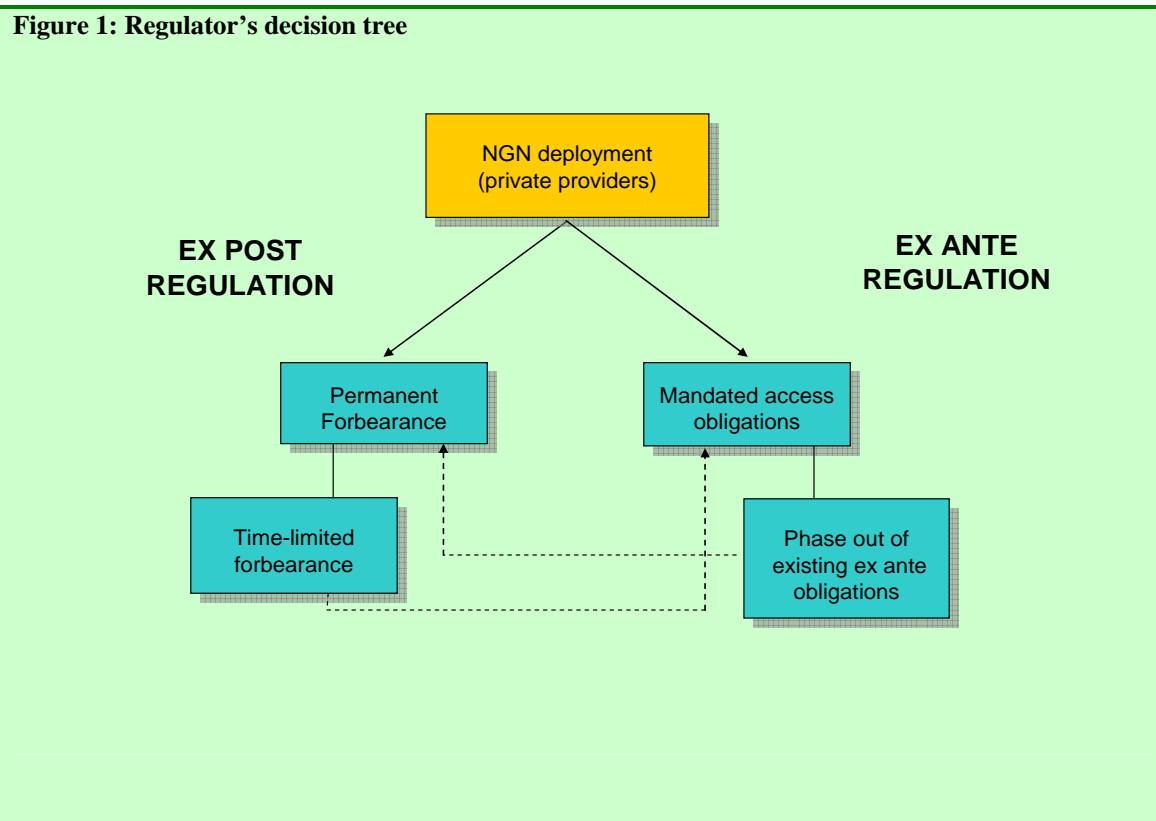 Figure 1: Regulator’s decision tree
NGN deployment
(private providers)
EX POST
REGULATION
EX ANTE
REGULATION
Permanent
Forbearance
Mandated access
obligations
Time-limited
forbearance
Phase out of
existing ex ante
obligations